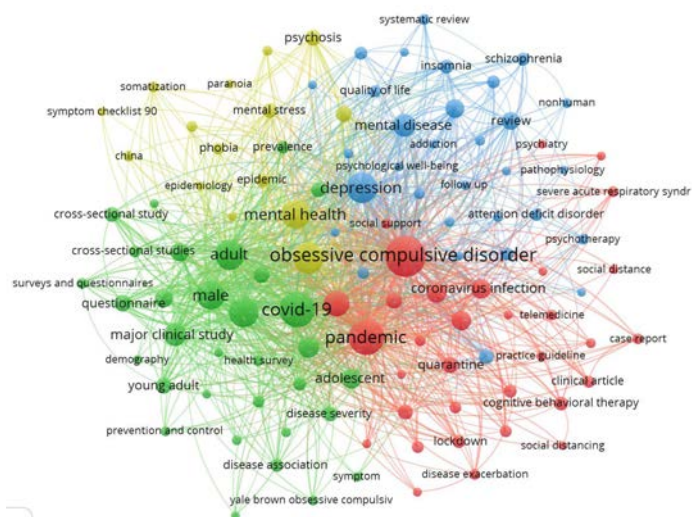 systematic review
psychosis
schizophrenia
insomnia
somatization
paranoia
quality of life
symptom checklist 90
mental stress
nonhuman
mental disease
review
phobia
prevalence
addiction
psychiatry
china
psychological well-being
pathophysiology
epidemiology
epidemic
depression
follow up
severe acute respiratory syndr
cross-sectional study
mental health
social support
attention deficit disorder
psychotherapy
cross-sectional studies
adult
obsessive compulsive disorder
social distance
surveys and questionnaires
coronavirus infection
questionnaire
male
covid-19
telemedicine
major clinical study
pandemic
case report
demography
health survey
quarantine
practice guideline
young adult
adolescent
clinical article
cognitive behavioral therapy
disease severity
prevention and control
lockdown
social distancing
disease association
symptom
disease exacerbation
yale brown obsessive compulsiv